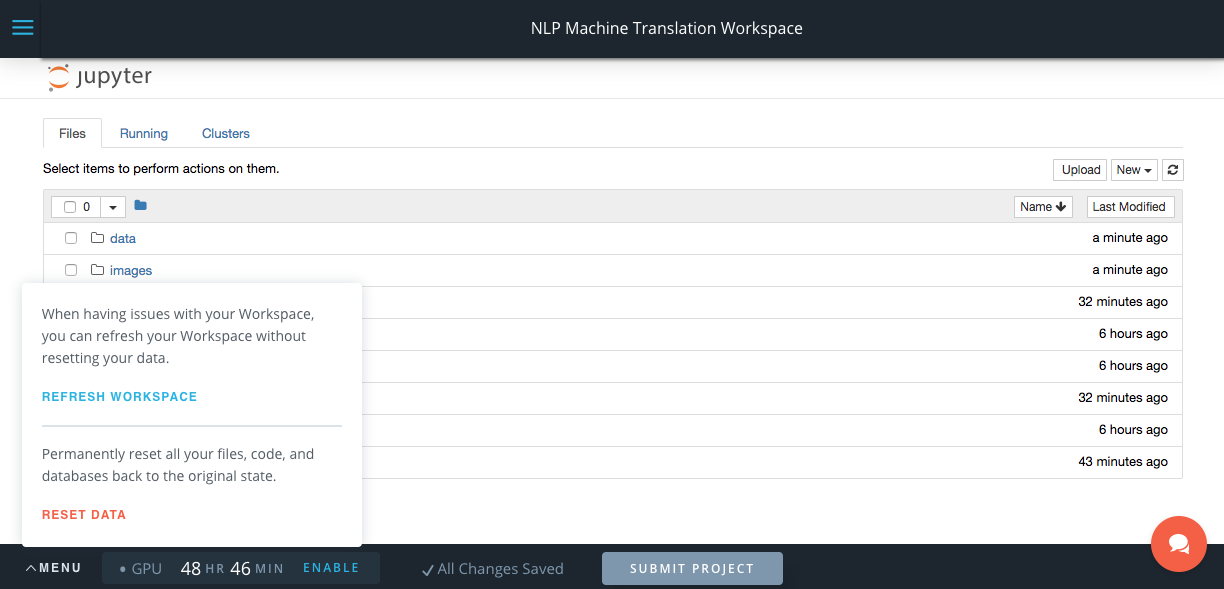 NLP Machine Translation Workspace
jupyter
Files Running Clusters
Select items to perform actions on them.
Upload New
0 Name Last Modified
data a minute ago
images a minute ago
32 minutes ago
6 hours ago
6 hours ago
32 minutes ago
6 hours ago
43 minutes ago
When having issues with your Workspace,
you can refresh your Workspace without
resetting your data.
REFRESH WORKSPACE
Permanently reset all your files, code, and
databases back to the original state.
RESET DATA
MENU GPU 48 HR 46 MIN ENABLE All Changes Saved SUBMIT PROJECT